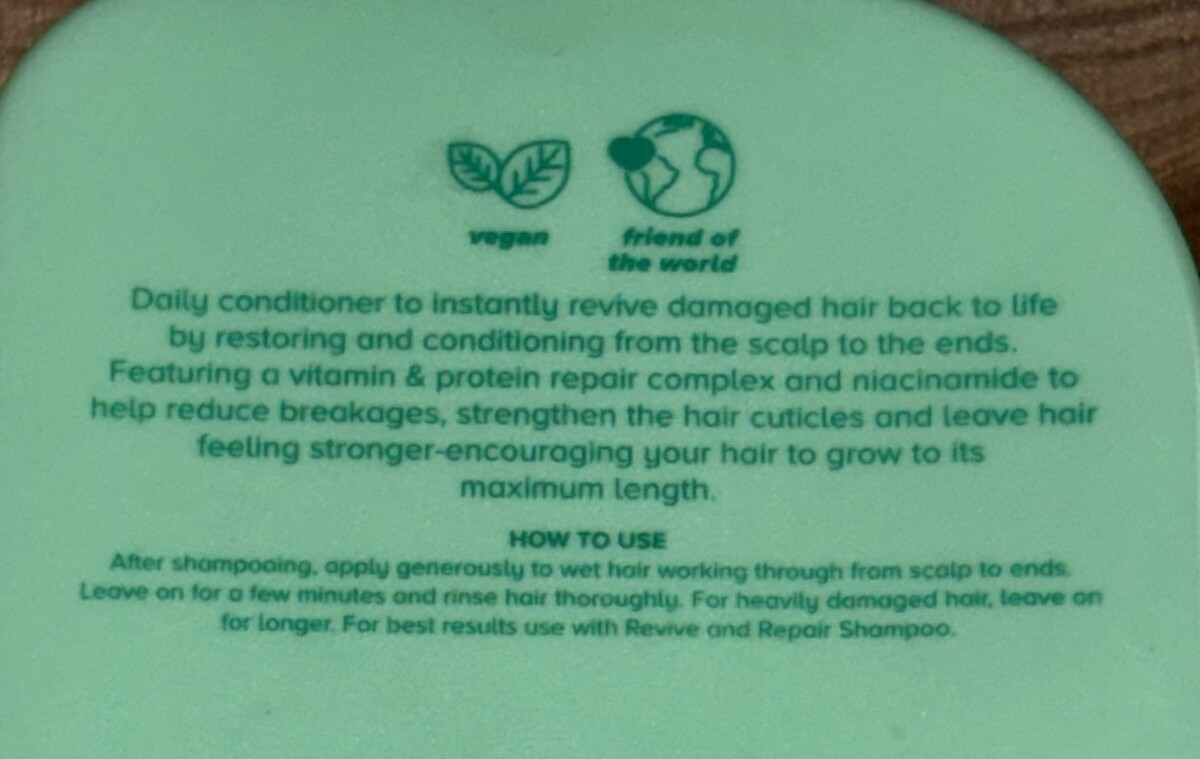 vegan
friend of
the world
Daily conditioner to instantly revive damaged hair back to life
by restoring and conditioning from the scalp to the ends.
Featuring a vitamin & protein repair complex and niacinamide to
help reduce breakages, strengthen the hair cuticles and leave hair
feeling stronger-encouraging your hair to grow to its
maximum length.
HOW TO USE
After shampooing, apply generously to wet hair working through from scalp to ends.
Leave on for a few minutes and rinse hair thoroughly. For heavily damaged hair, leave on
for longer. For best results use with Revive and Repair Shampoo.